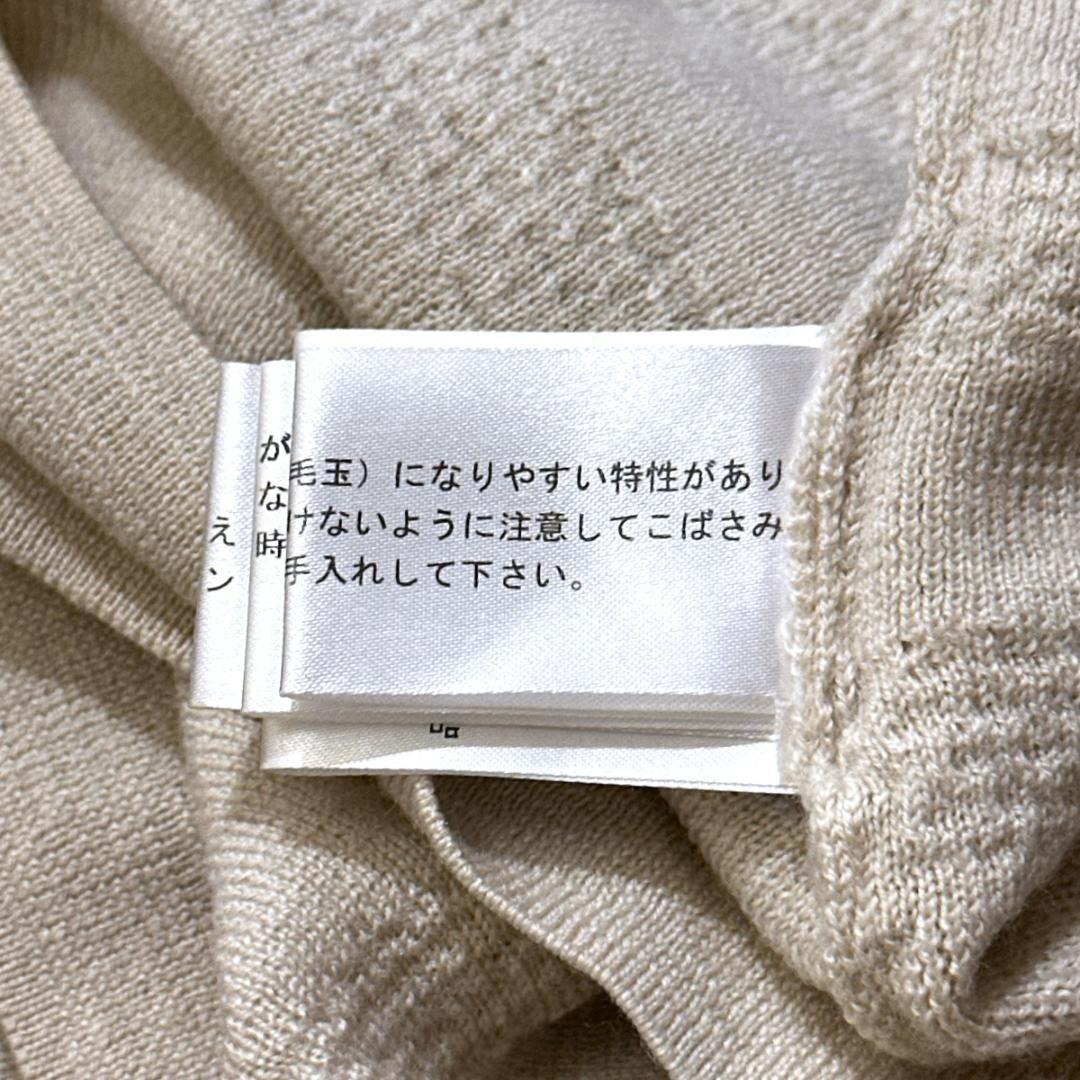 毛玉）になりやすい特性があり
けないように注意してこばさみ
手入れして下さい。
が
な
時
え
ン